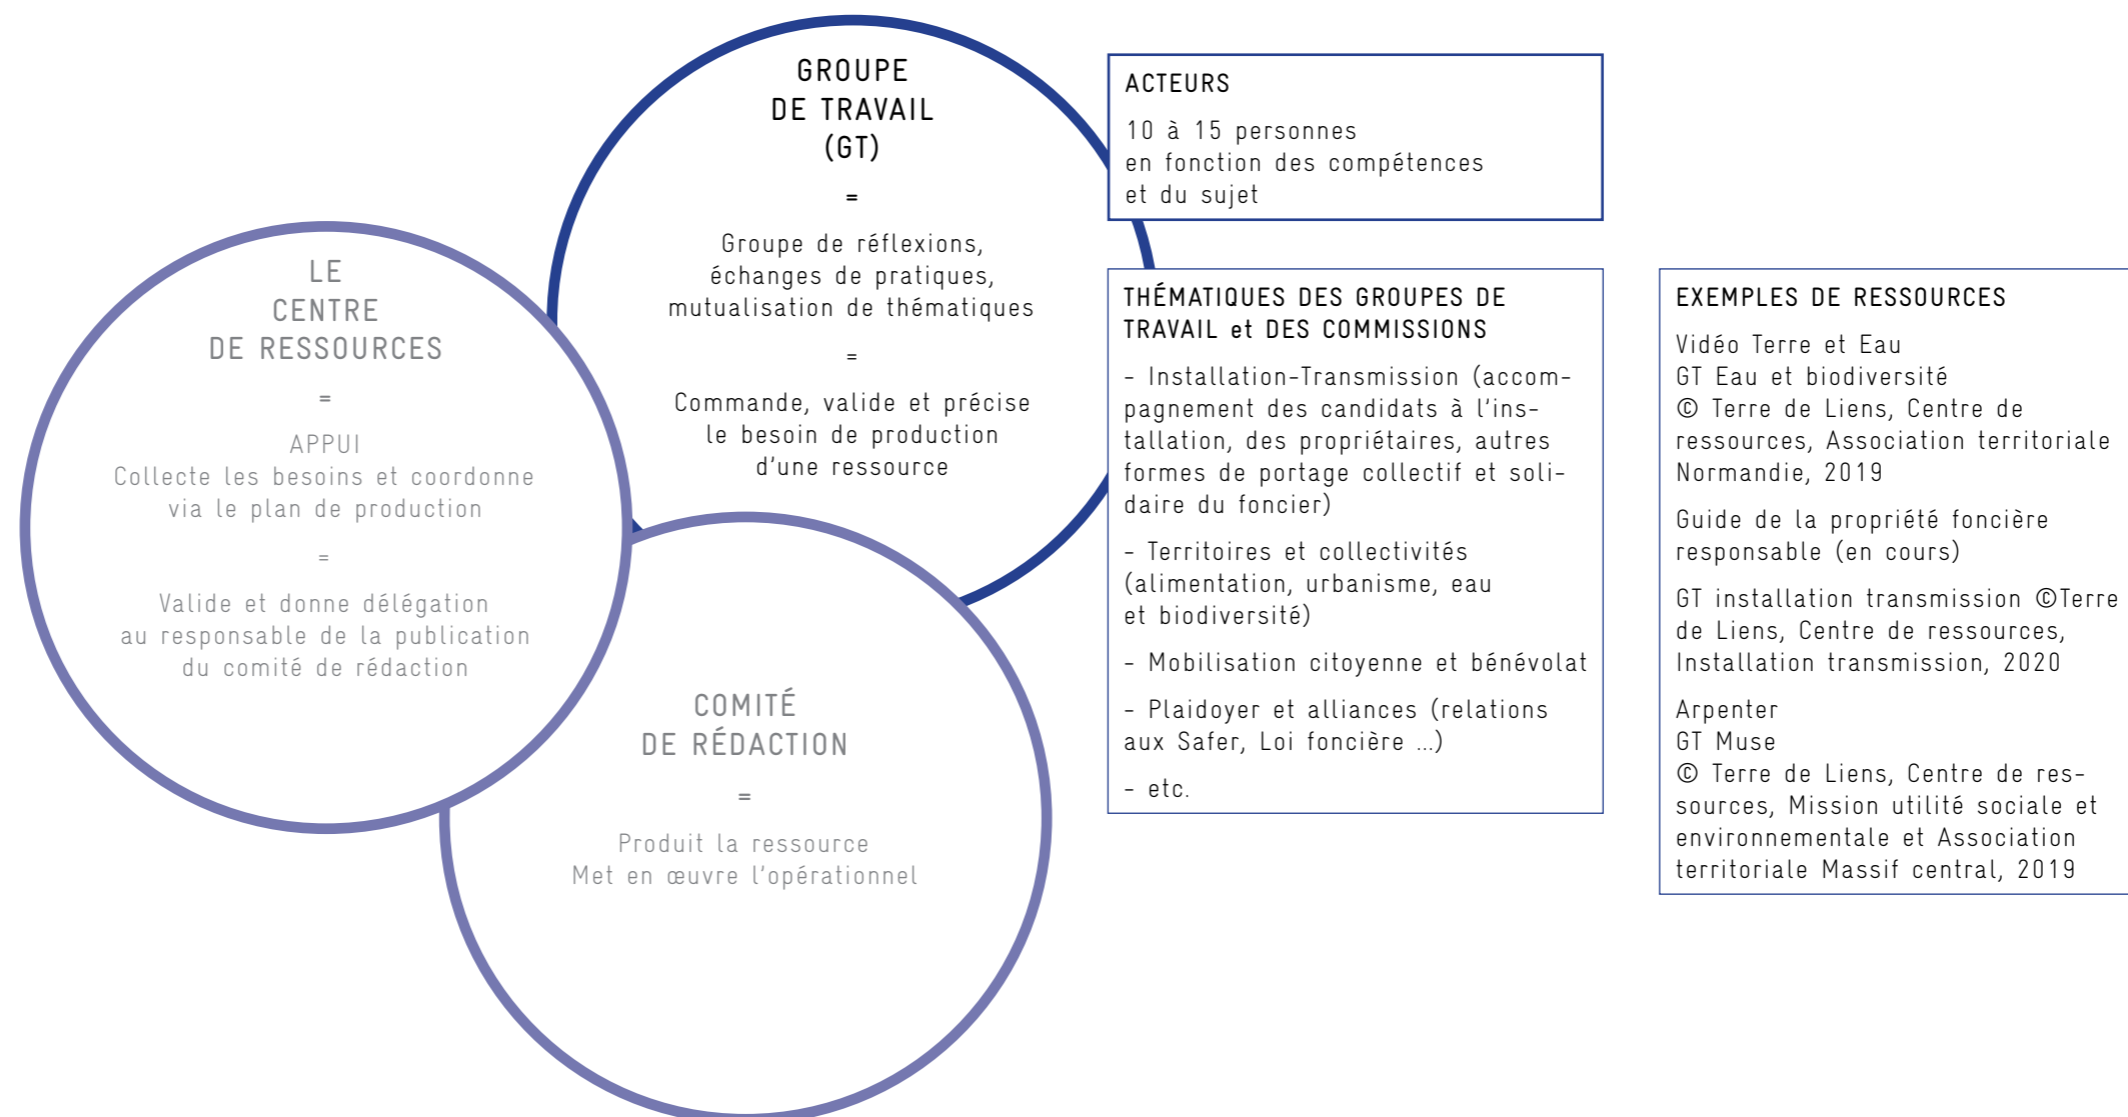 LE
CENTRE
DE RESSOURCES
=
APPUI
Collecte les besoins et coordonne
via le plan de production
=
Valide et donne délégation
au responsable de la publication
du comité de rédaction
GROUPE
DE TRAVAIL
(GT)
=
Groupe de réflexions,
échanges de pratiques,
mutualisation de thématiques
=
Commande, valide et précise
le besoin de production
d'une ressource
COMITÉ
DE RÉDACTION
=
Produit la ressource
Met en œuvre l'opérationnel
ACTEURS
10 à 15 personnes
en fonction des compétences
et du sujet
THÉMATIQUES DES GROUPES DE
TRAVAIL et DES COMMISSIONS
- Installation-Transmission (accom-
pagnement des candidats à l'ins-
tallation, des propriétaires, autres
formes de portage collectif et soli-
daire du foncier)
- Territoires et collectivités
(alimentation, urbanisme, eau
et biodiversité)
- Mobilisation citoyenne et bénévolat
- Plaidoyer et alliances (relations
aux Safer, Loi foncière ...)
- etc.
EXEMPLES DE RESSOURCES
Vidéo Terre et Eau
GT Eau et biodiversité
© Terre de Liens, Centre de
ressources, Association territoriale
Normandie, 2019
Guide de la propriété foncière
responsable (en cours)
GT installation transmission ©Terre
de Liens, Centre de ressources,
Installation transmission, 2020
Arpenter
GT Muse
© Terre de Liens, Centre de res-
sources, Mission utilité sociale et
environnementale et Association
territoriale Massif central, 2019